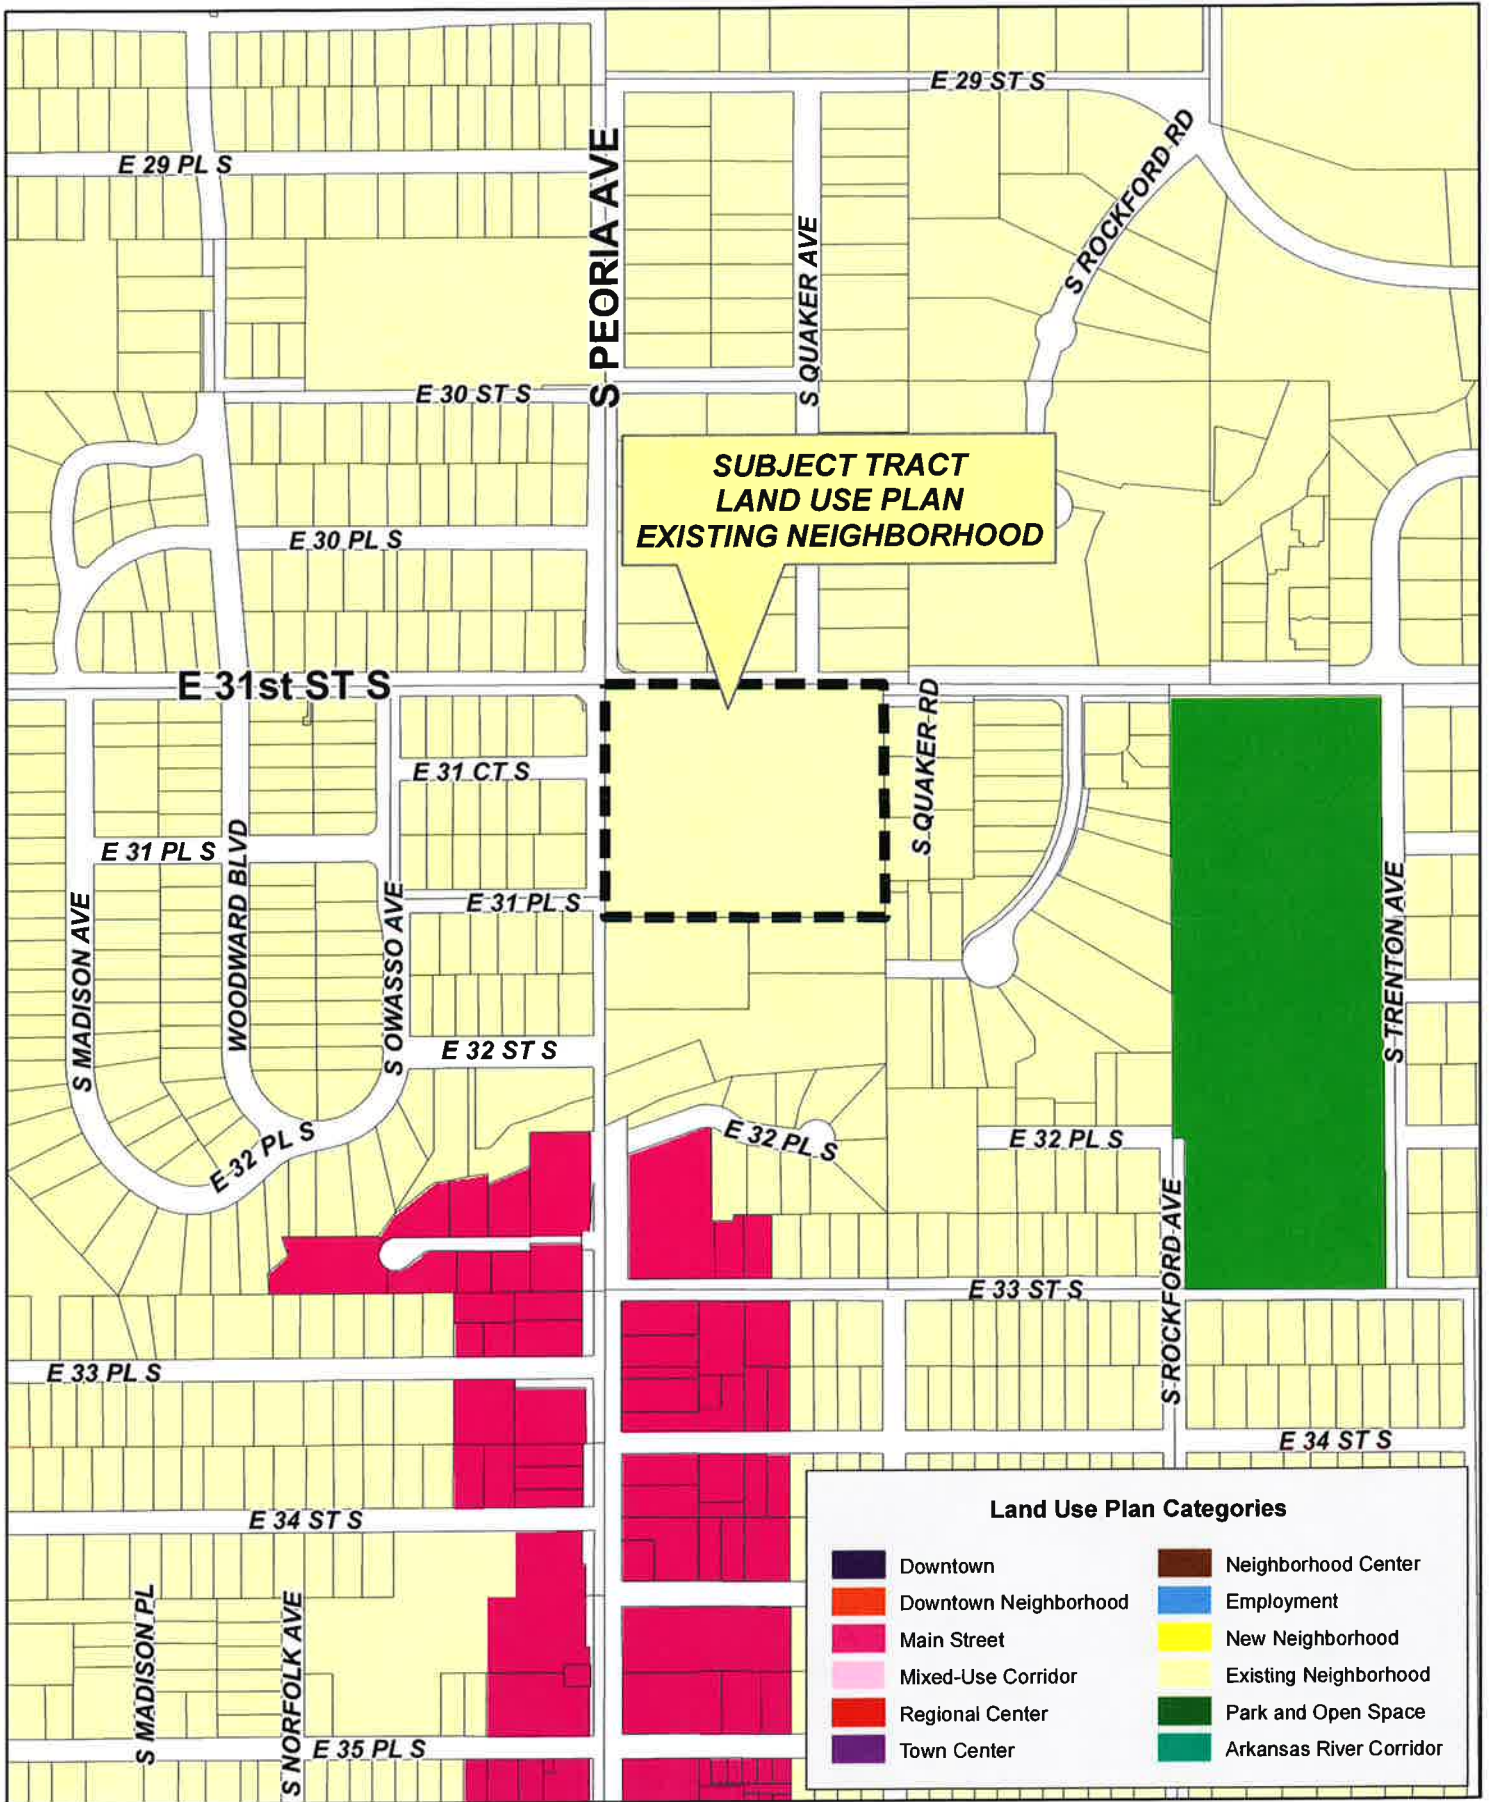 E 29 ST S
E 29 PL S
S PEORIA AVE
S QUAKER AVE
S ROCKFORD RD
E 30 ST S
SUBJECT TRACT
LAND USE PLAN
EXISTING NEIGHBORHOOD
E 30 PL S
E 31st ST S
S QUAKER RD
E 31 CT S
E 31 PL S
WOODWARD BLVD
E 31 PL S
S MADISON AVE
S OWASSO AVE
S TRENTON AVE
E 32 ST S
E 32 PL S
E 32 PL S
E 32 PL S
S ROCKFORD AVE
E 33 ST S
E 33 PL S
E 34 ST S
E 34 ST S
S MADISON PL
S NORFOLK AVE
E 35 PL S
Land Use Plan Categories
Downtown
Downtown Neighborhood
Main Street
Mixed-Use Corridor
Regional Center
Town Center
Neighborhood Center
Employment
New Neighborhood
Existing Neighborhood
Park and Open Space
Arkansas River Corridor